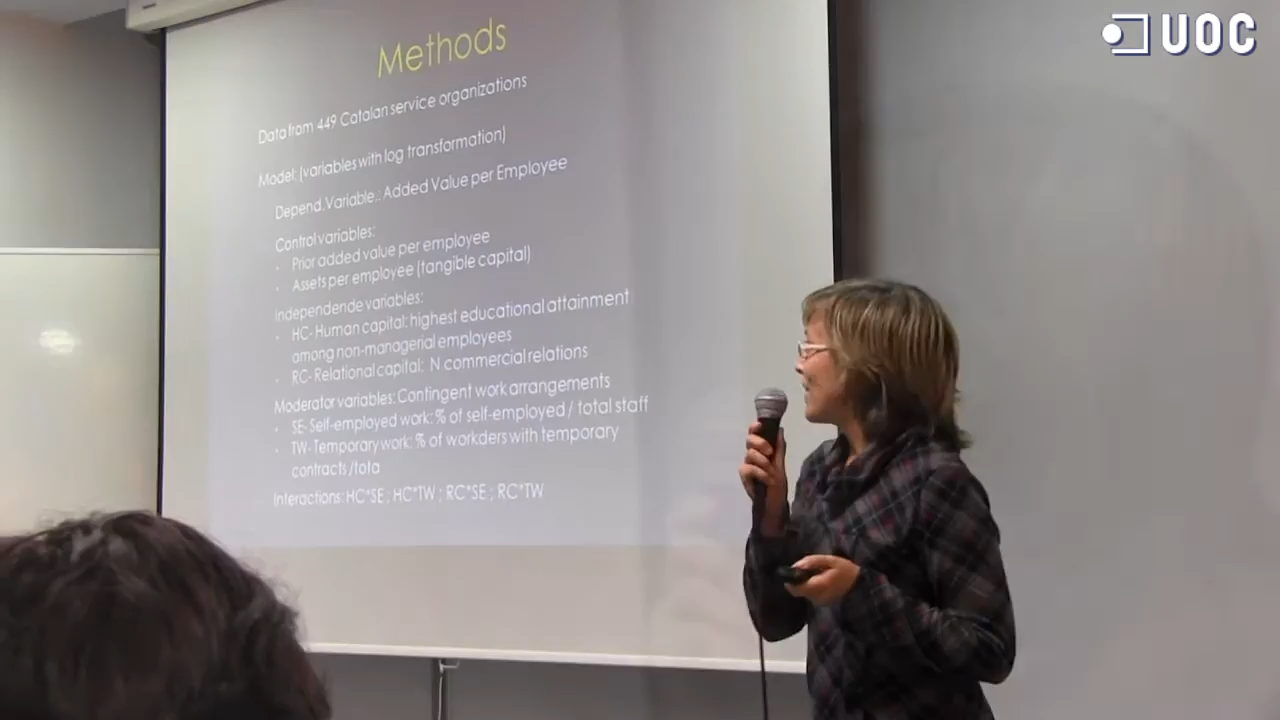 UOC
Methods
Data from 449 Catalan service organizations
Model: (variables with log transformation)
Depend.Variable.: Added Value per Employee
Control variables:
• Prior added value per employee
• Assets per employee (tangible capital)
Independende variables:
• HC- Human capital: highest educational attainment
among non-managerial employees
• RC- Relational capital: N commercial relations
Moderator variables: Contingent work arrangements
• SE- Self-employed work: % of self-employed / total staff
• TW- Temporary work: % of workders with temporary
contracts /tota
Interactions: HC*SE ; HC*TW ; RC*SE ; RC*TW